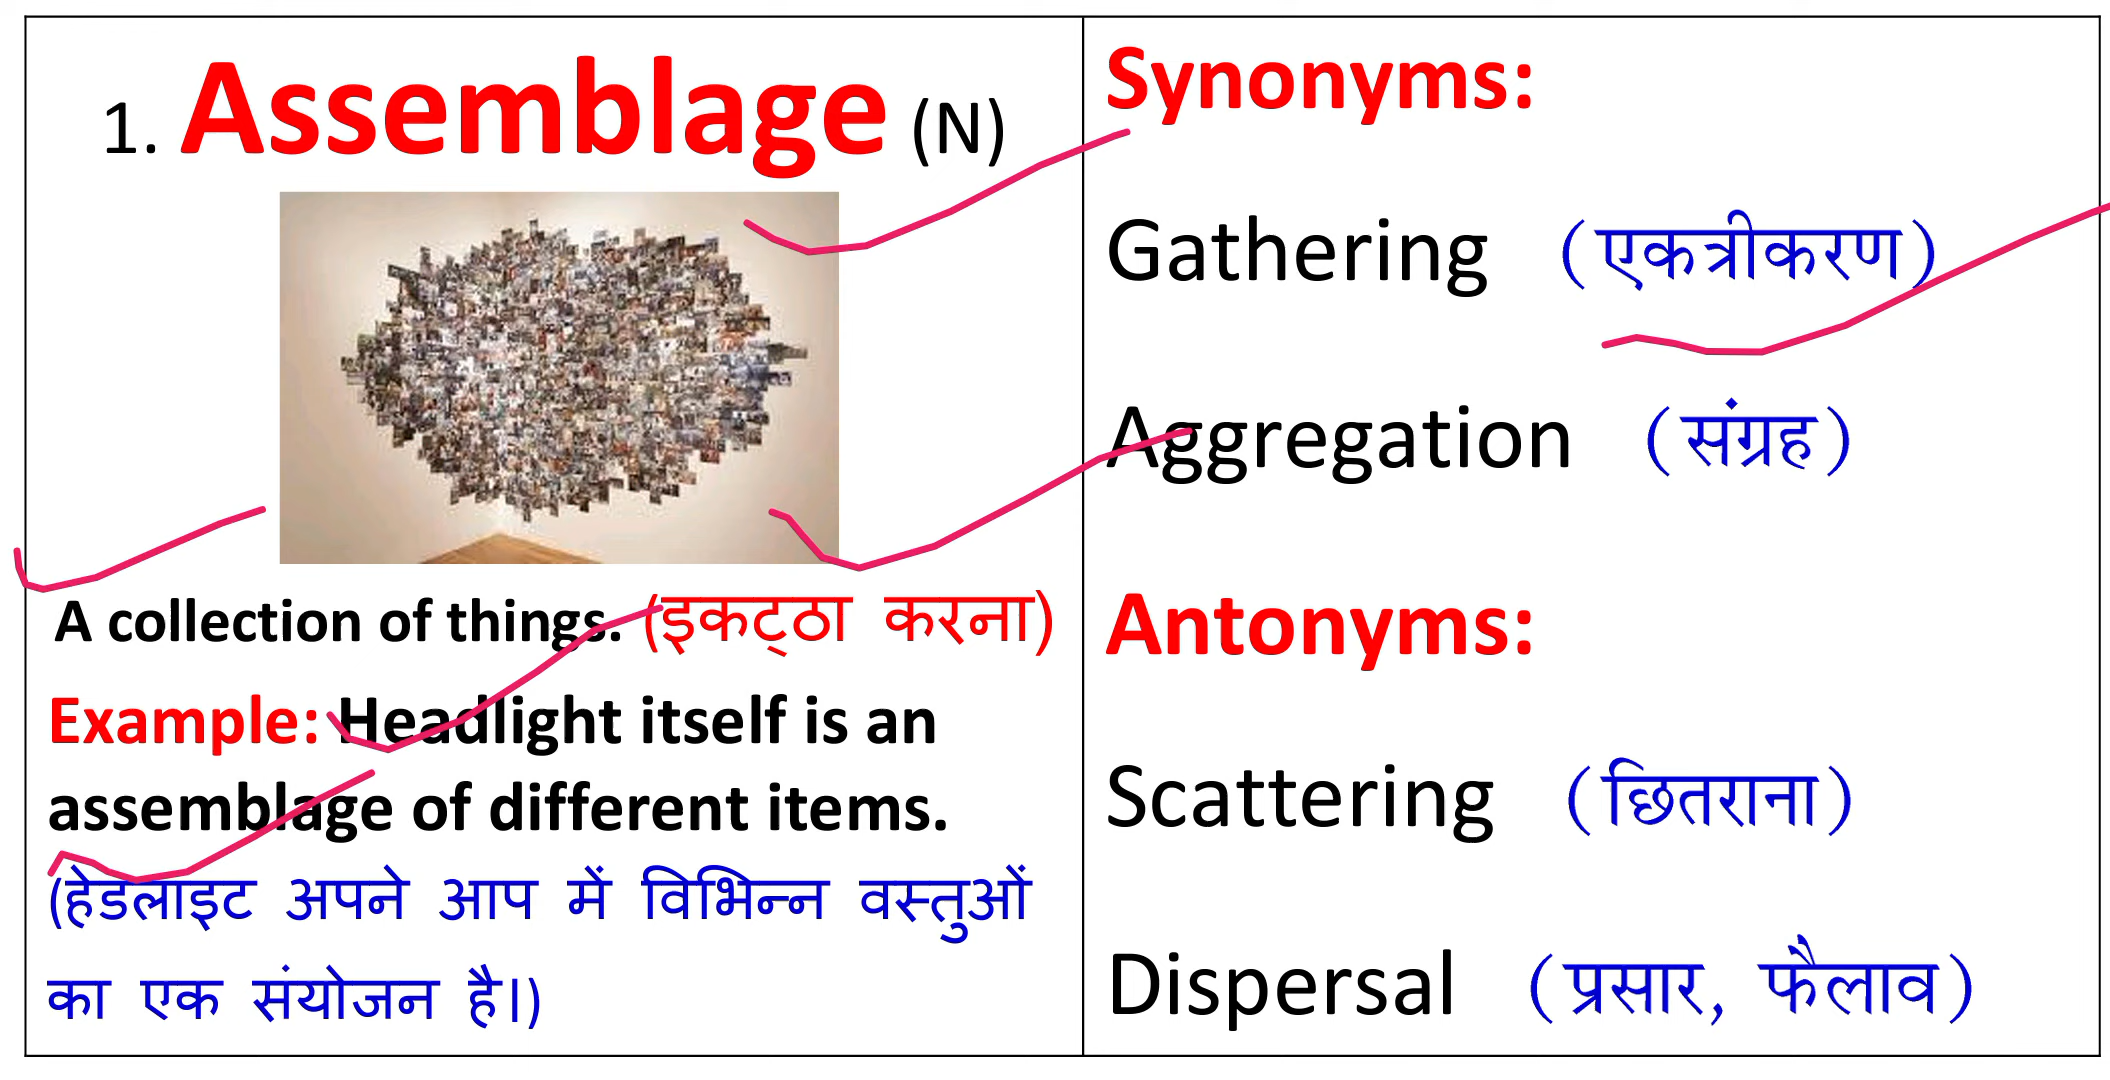 1. Assemblage (N)
A collection of things. (इकट्ठा करना)
Example: Headlight itself is an
assemblage of different items.
(हेडलाइट अपने आप में विभिन्न वस्तुओं
का एक संयोजन है।)
Synonyms:
Gathering (एकत्रीकरण)
Aggregation (संग्रह)
Antonyms:
Scattering (छितराना)
Dispersal (प्रसार, फैलाव)